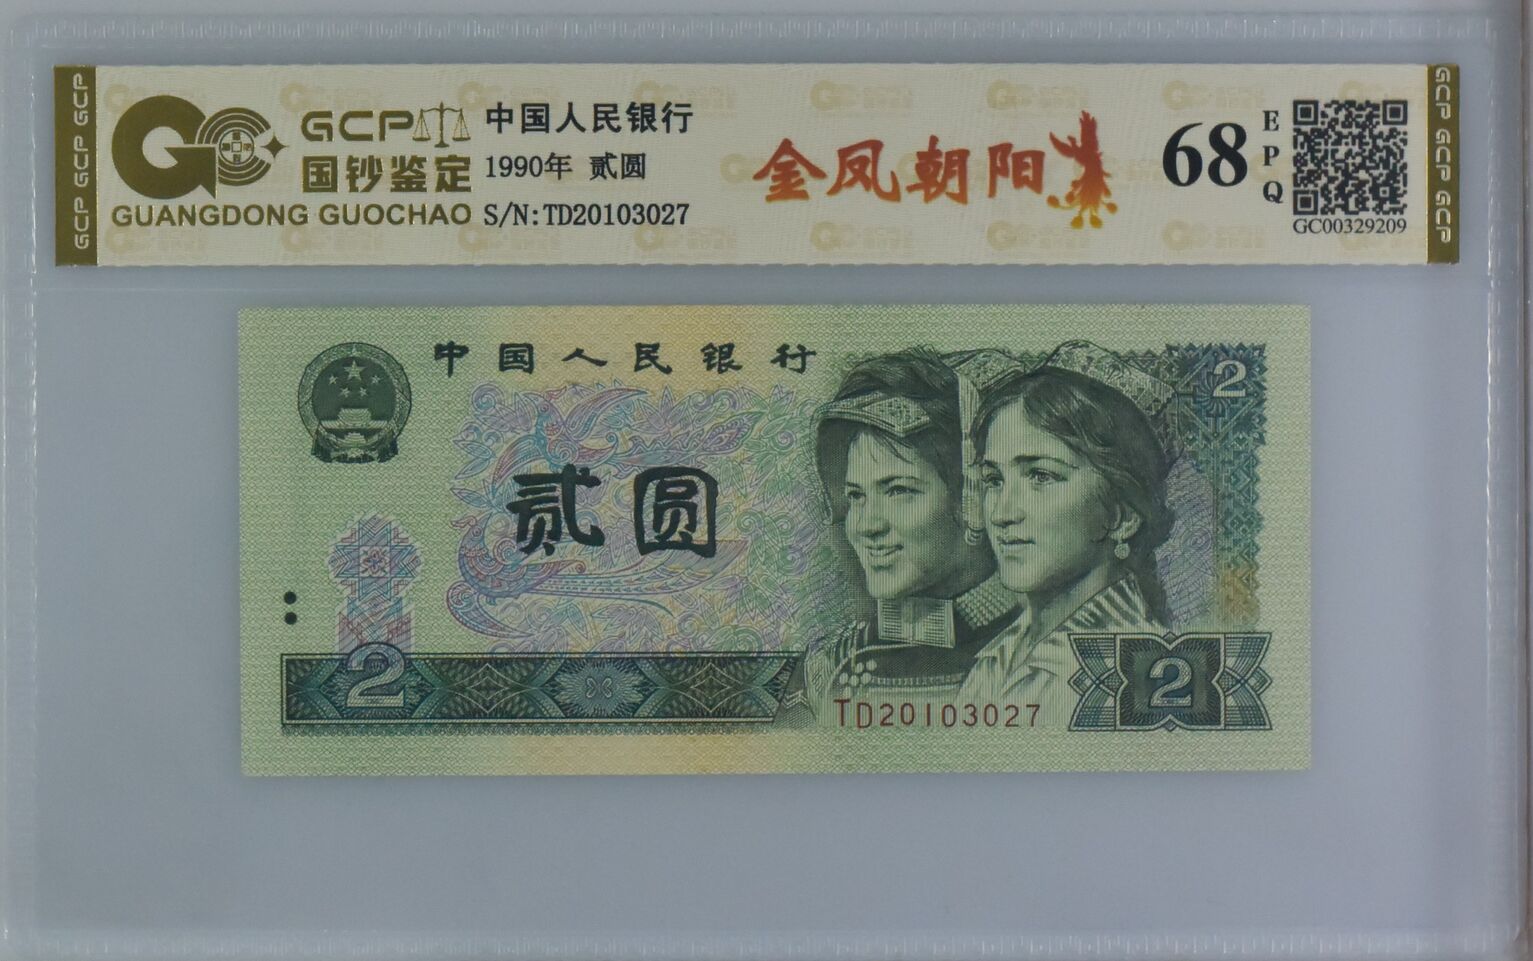 GCP GCP GCP
GCP
国钞鉴定
GUANGDONG GUOCHAO
中国人民银行
1990年 贰圆
S/N:TD20103027
金凤朝阳
68
EPQ
GC00329209
GCP GCP GCP
中国人民银行
2
贰圆
2
TD20103027
2